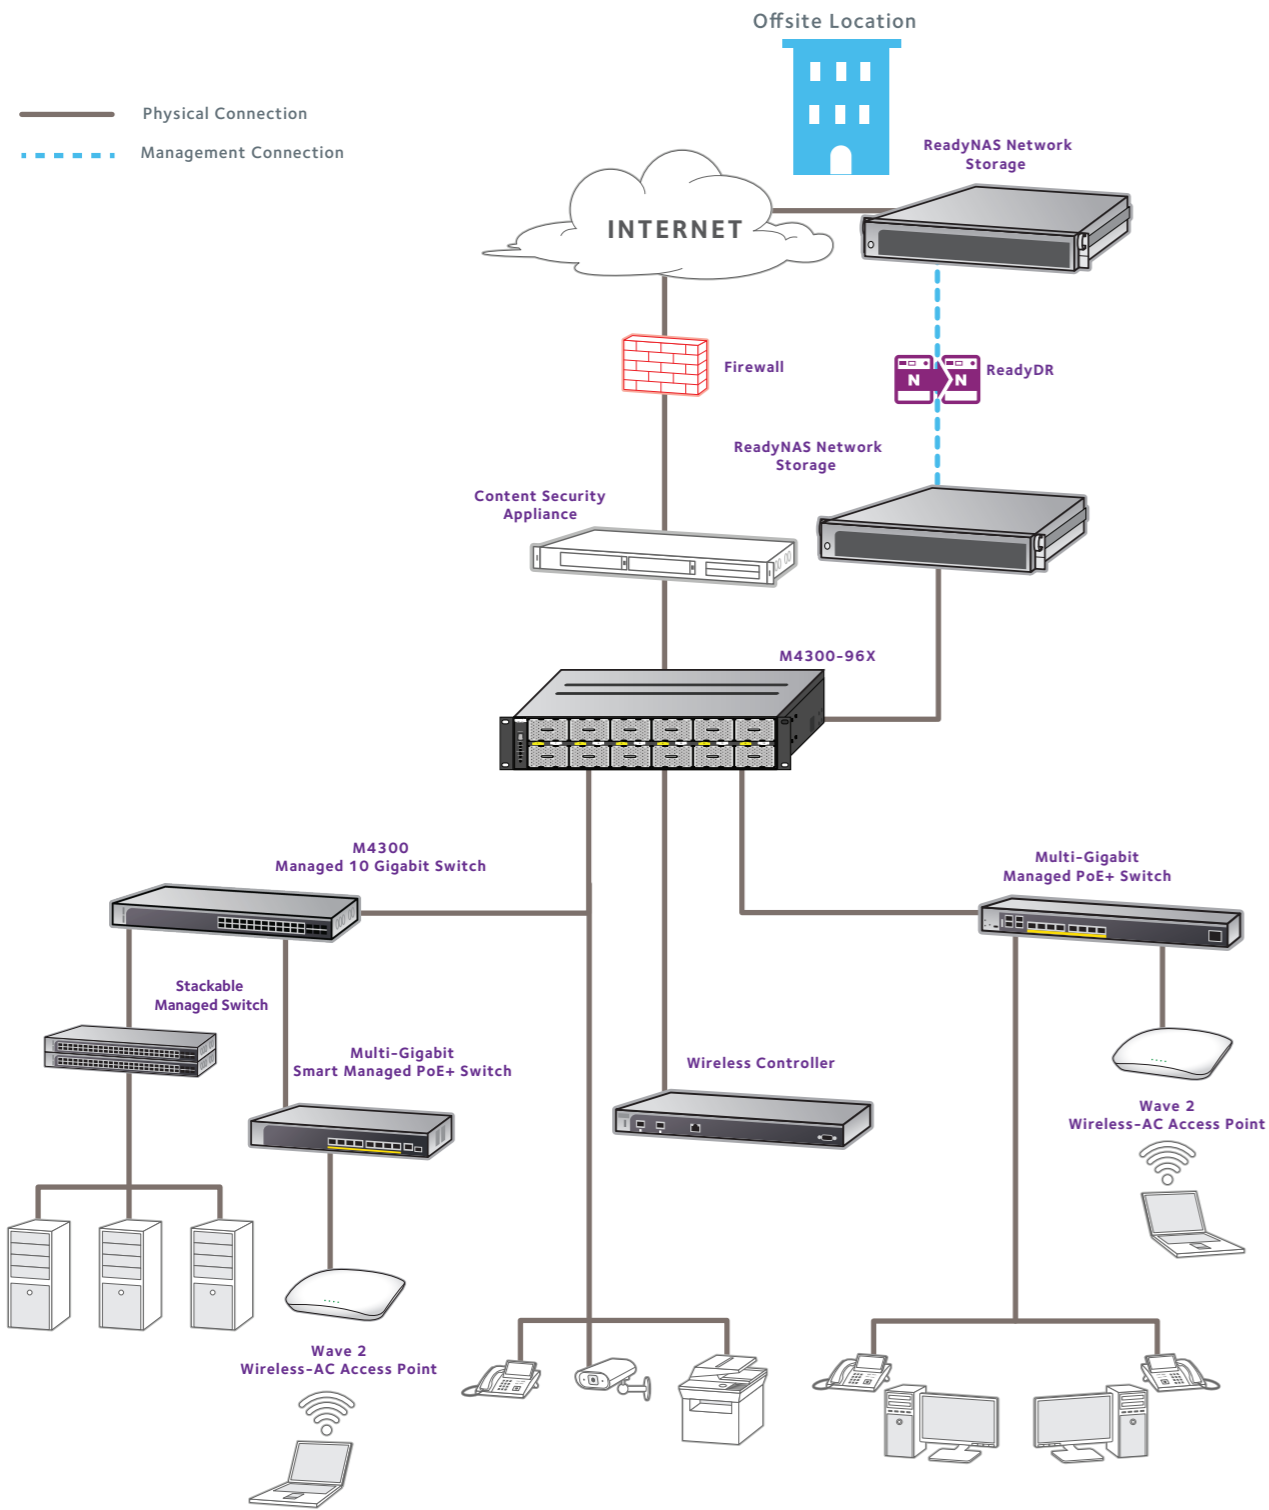 Offsite Location
Physical Connection
Management Connection
ReadyNAS Network
Storage
INTERNET
Firewall
N
N
ReadyDR
ReadyNAS Network
Storage
Content Security
Appliance
M4300-96X
M4300
Managed 10 Gigabit Switch
Multi-Gigabit
Managed PoE+ Switch
Stackable
Managed Switch
Multi-Gigabit
Smart Managed PoE+ Switch
Wireless Controller
Wave 2
Wireless-AC Access Point
Wave 2
Wireless-AC Access Point